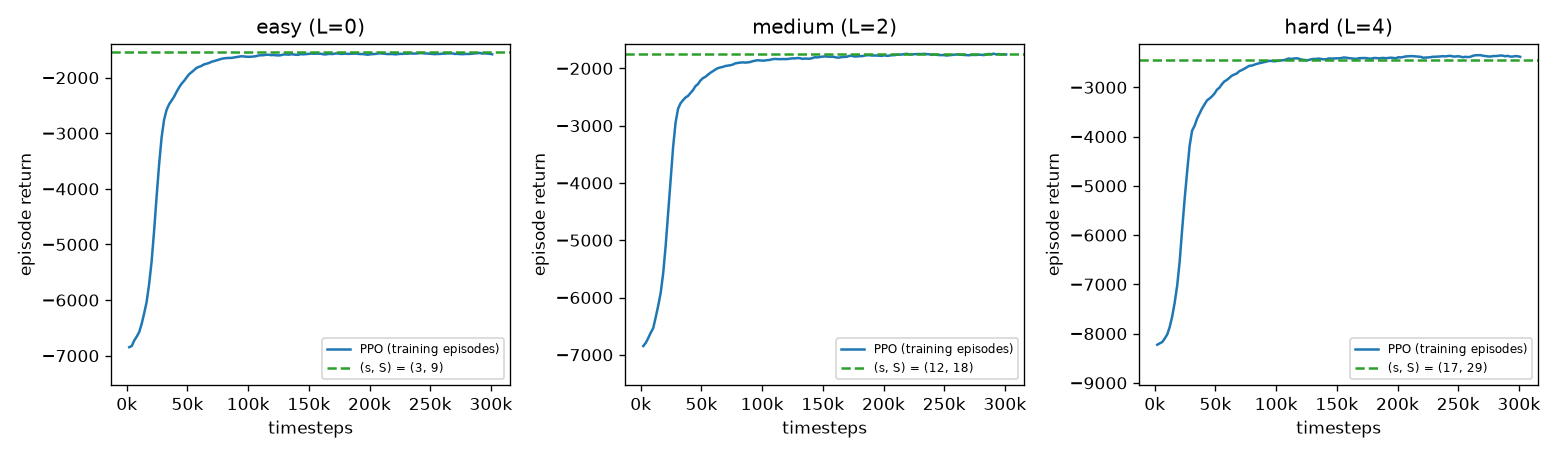 easy (L=0)
episode return
−2000
−3000
−4000
−5000
−6000
−7000
0k 50k 100k 150k 200k 250k 300k
timesteps
PPO (training episodes)
(s, S) = (3, 9)
medium (L=2)
episode return
−2000
−3000
−4000
−5000
−6000
−7000
0k 50k 100k 150k 200k 250k 300k
timesteps
PPO (training episodes)
(s, S) = (12, 18)
hard (L=4)
episode return
−3000
−4000
−5000
−6000
−7000
−8000
−9000
0k 50k 100k 150k 200k 250k 300k
timesteps
PPO (training episodes)
(s, S) = (17, 29)